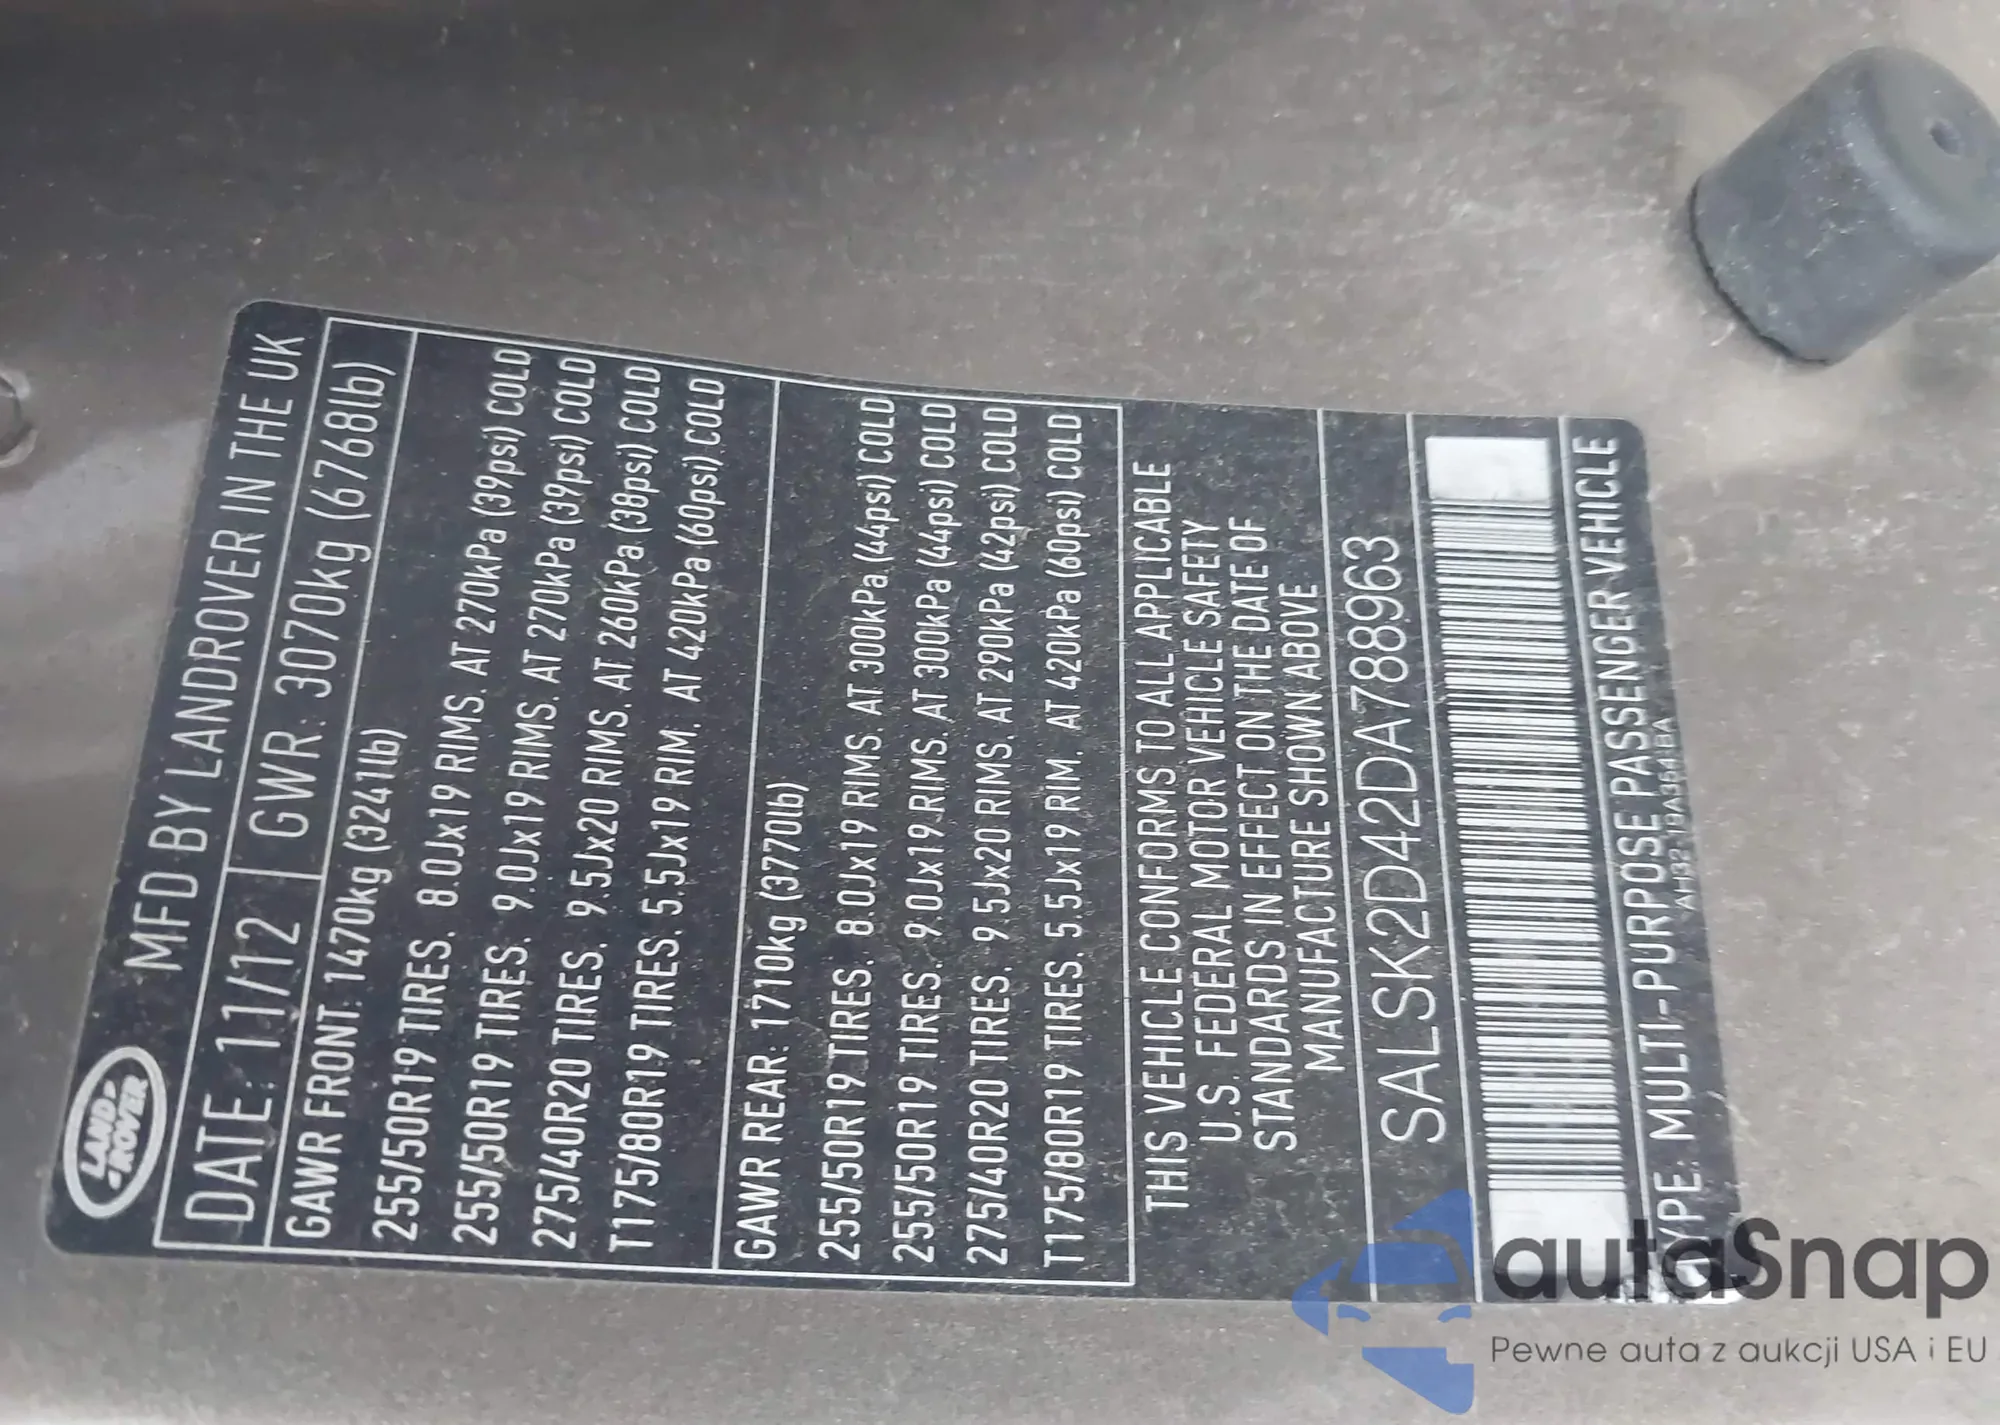 LAND-
-ROVER
MFD BY LANDROVER IN THE UK
DATE: 11/12 GWR: 3070kg (6768lb)
GAWR FRONT: 1470kg (3241lb)
255/50R19 TIRES. 8.0Jx19 RIMS. AT 270kPa (39psi) COLD
255/50R19 TIRES. 9.0Jx19 RIMS. AT 270kPa (39psi) COLD
275/40R20 TIRES. 9.5Jx20 RIMS. AT 260kPa (38psi) COLD
T175/80R19 TIRES. 5.5Jx19 RIM. AT 420kPa (60psi) COLD
GAWR REAR: 1710kg (3770lb)
255/50R19 TIRES. 8.0Jx19 RIMS. AT 300kPa (44psi) COLD
255/50R19 TIRES. 9.0Jx19 RIMS. AT 300kPa (44psi) COLD
275/40R20 TIRES. 9.5Jx20 RIMS. AT 290kPa (42psi) COLD
T175/80R19 TIRES. 5.5Jx19 RIM. AT 420kPa (60psi) COLD
THIS VEHICLE CONFORMS TO ALL APPLICABLE
U.S. FEDERAL MOTOR VEHICLE SAFETY
STANDARDS IN EFFECT ON THE DATE OF
MANUFACTURE SHOWN ABOVE
SALSK2D42DA788963
TYPE: MULTI-PURPOSE PASSENGER VEHICLE
autaSnap
Pewne auta z aukcji USA i EU